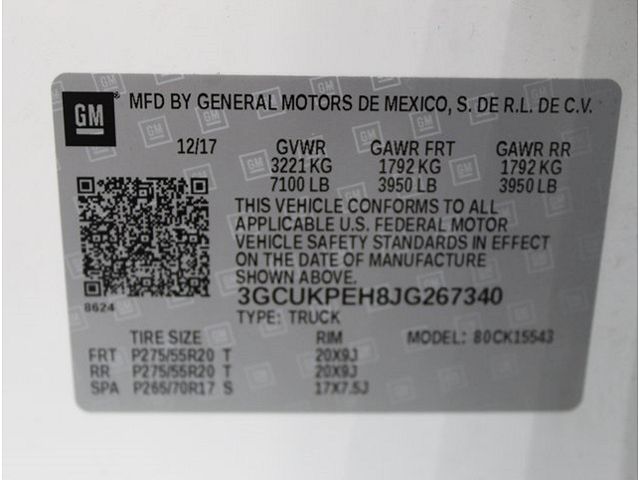 GM
MFD BY GENERAL MOTORS DE MEXICO, S. DE R.L. DE C.V.
12/17 GVWR GAWR FRT GAWR RR
3221 KG 1792 KG 1792 KG
7100 LB 3950 LB 3950 LB
THIS VEHICLE CONFORMS TO ALL
APPLICABLE U.S. FEDERAL MOTOR
VEHICLE SAFETY STANDARDS IN EFFECT
ON THE DATE OF MANUFACTURE
SHOWN ABOVE.
8624
3GCUKPEH8JG267340
TYPE: TRUCK
TIRE SIZE RIM MODEL: 80CK15543
FRT P275/55R20 T 20X9J
RR P275/55R20 T 20X9J
SPA P265/70R17 S 17X7.5J